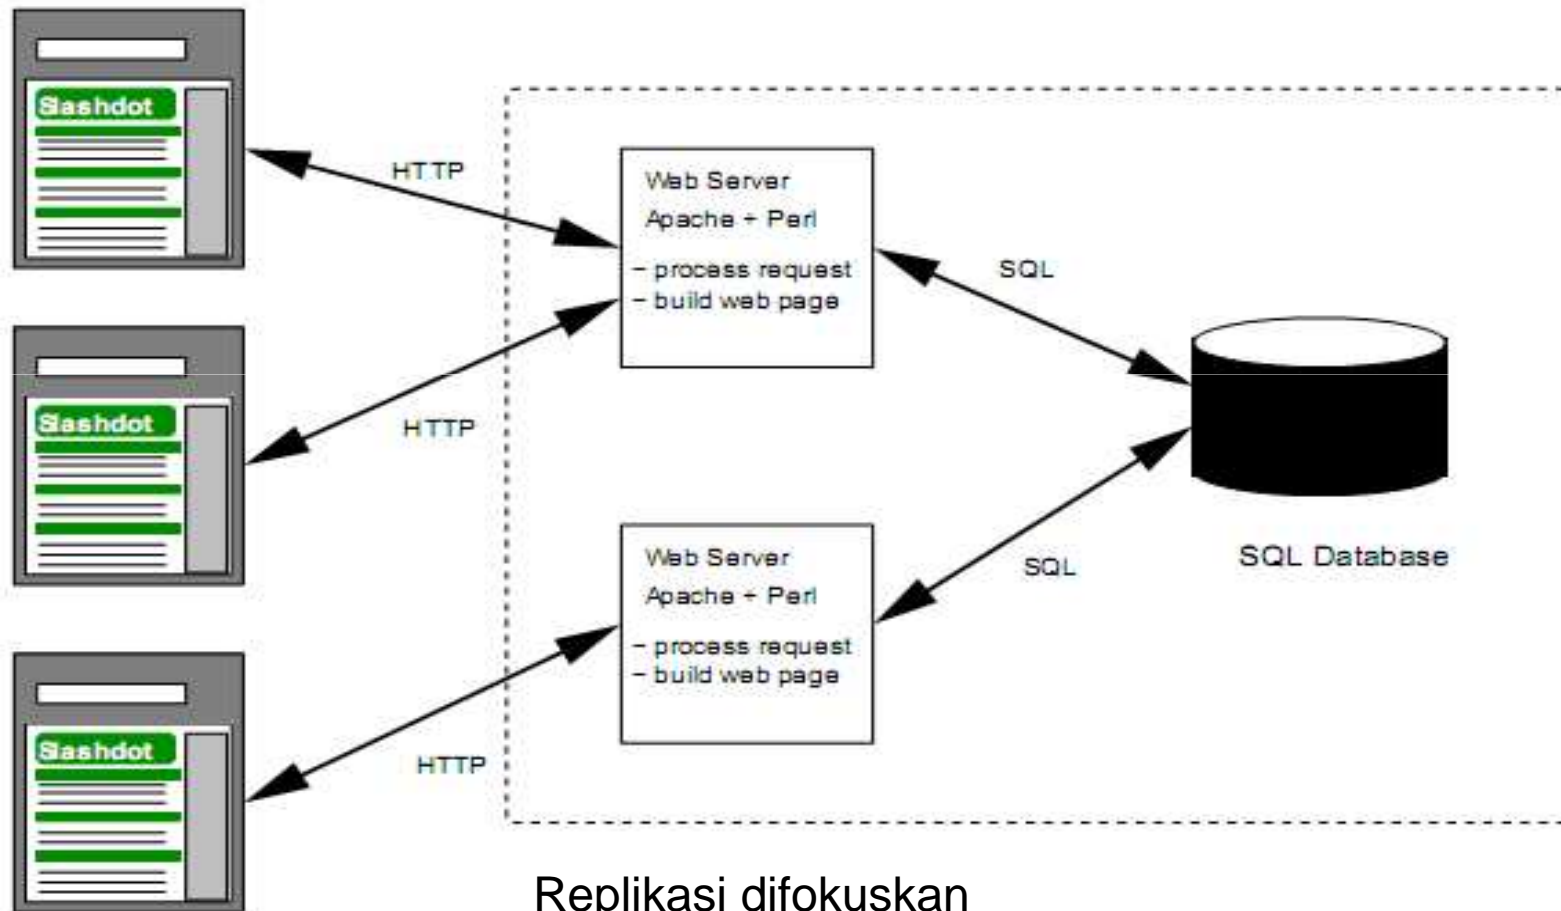 Slashdot
HTTP
Web Server
Apache + Perl
- process request
- build web page
SQL
Slashdot
HTTP
SQL Database
Web Server
Apache + Perl
- process request
- build web page
SQL
Slashdot
HTTP
Replikasi difokuskan